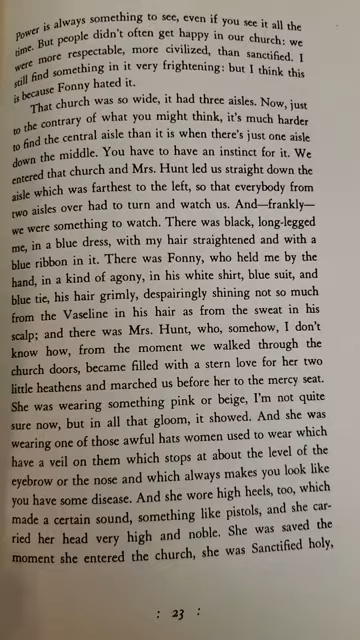 Power is always something to see, even if you see it all the
time. But people didn't often get happy in our church: we
were more respectable, more civilized, than sanctified. I
still find something in it very frightening: but I think this
is because Fonny hated it.
That church was so wide, it had three aisles. Now, just
to the contrary of what you might think, it's much harder
to find the central aisle than it is when there's just one aisle
down the middle. You have to have an instinct for it. We
entered that church and Mrs. Hunt led us straight down the
aisle which was farthest to the left, so that everybody from
two aisles over had to turn and watch us. And—frankly—
we were something to watch. There was black, long-legged
me, in a blue dress, with my hair straightened and with a
blue ribbon in it. There was Fonny, who held me by the
hand, in a kind of agony, in his white shirt, blue suit, and
blue tie, his hair grimly, despairingly shining not so much
from the Vaseline in his hair as from the sweat in his
scalp; and there was Mrs. Hunt, who, somehow, I don't
know how, from the moment we walked through the
church doors, became filled with a stern love for her two
little heathens and marched us before her to the mercy seat.
She was wearing something pink or beige, I'm not quite
sure now, but in all that gloom, it showed. And she was
wearing one of those awful hats women used to wear which
have a veil on them which stops at about the level of the
eyebrow or the nose and which always makes you look like
you have some disease. And she wore high heels, too, which
made a certain sound, something like pistols, and she car-
ried her head very high and noble. She was saved the
moment she entered the church, she was Sanctified holy,
: 23 :